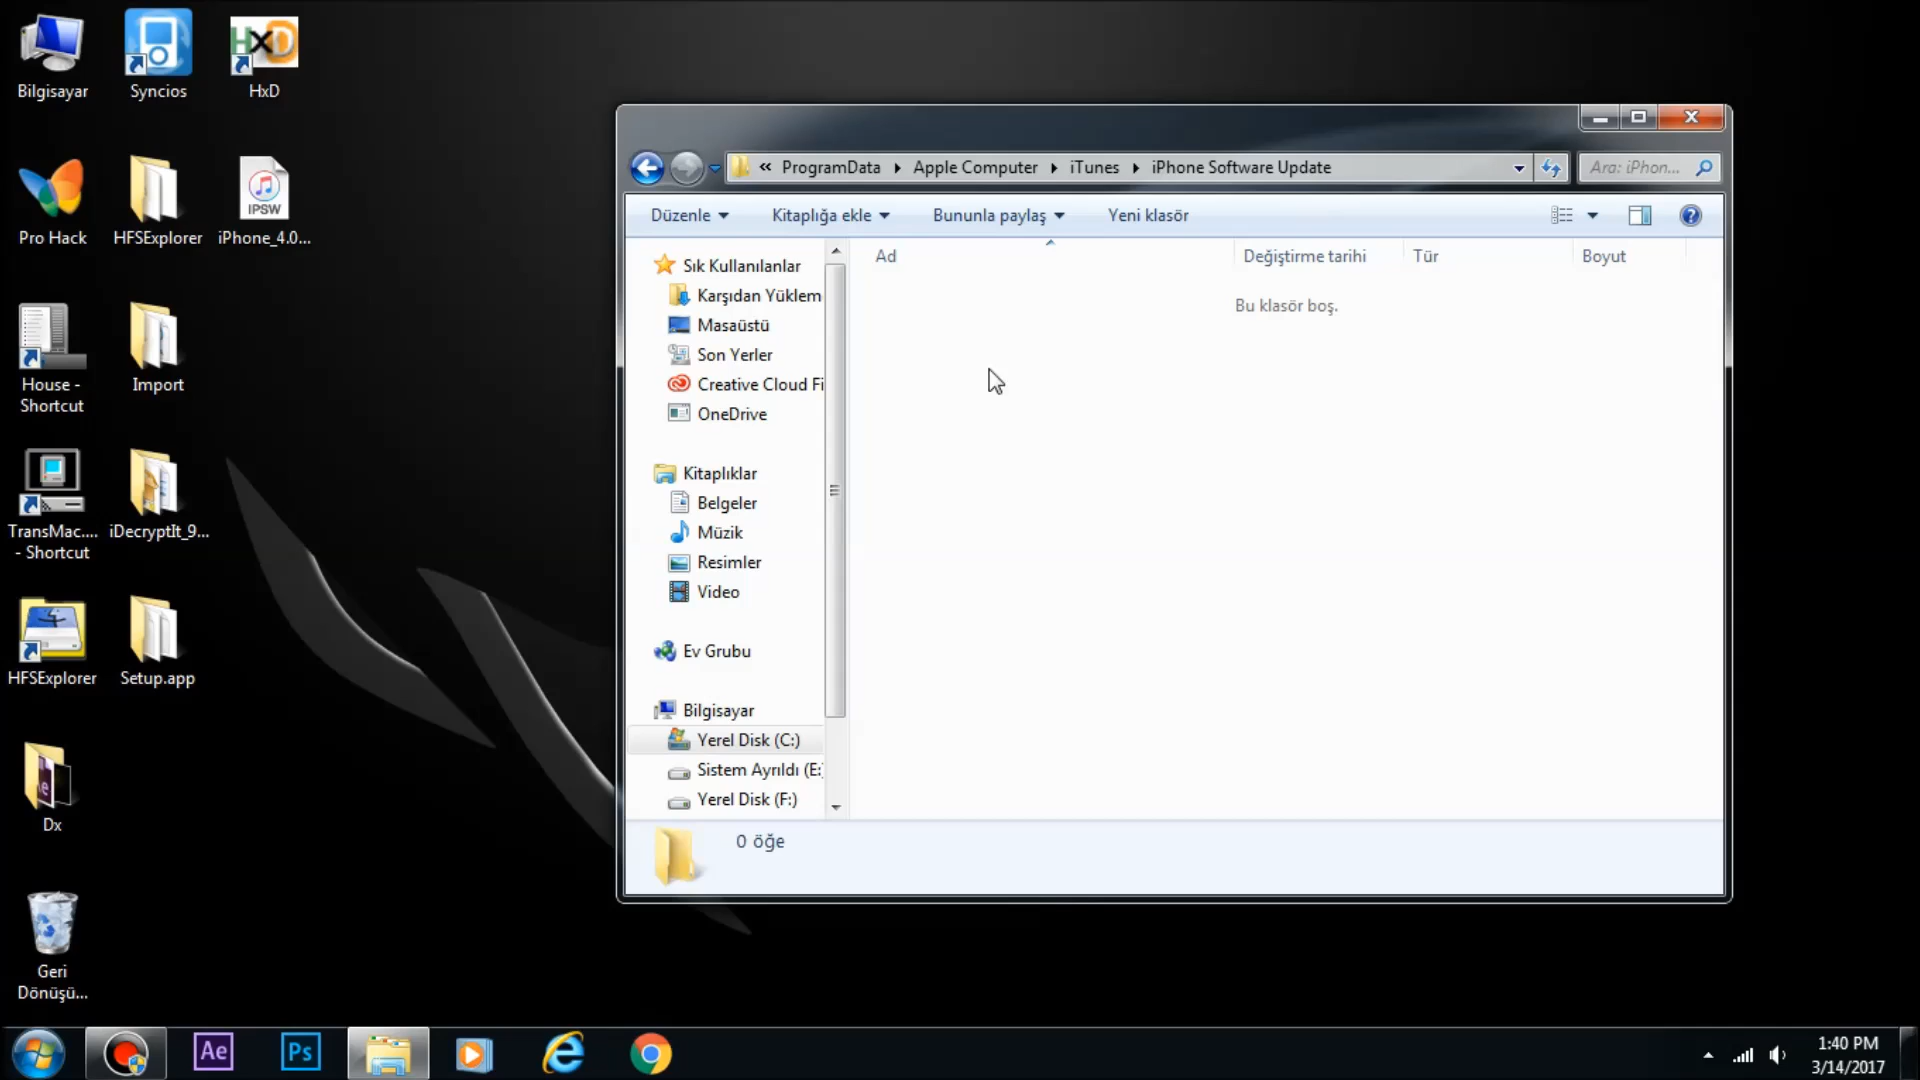 Bilgisayar
Syncios
HxD
HXD
Pro Hack
HFSExplorer
IPSW
iPhone_4.0...
House -
Shortcut
Import
TransMac....
- Shortcut
iDecryptIt_9...
HFSExplorer
Setup.app
Ae
Dx
Geri
Dönüşü...
« ProgramData Apple Computer iTunes iPhone Software Update
Ara: iPhon...
Düzenle Kitaplığa ekle Bununla paylaş Yeni klasör
Ad Değiştirme tarihi Tür Boyut
Bu klasör boş.
Sık Kullanılanlar
Karşıdan Yüklem
Masaüstü
Son Yerler
Creative Cloud Fi
OneDrive
Kitaplıklar
Belgeler
Müzik
Resimler
Video
Ev Grubu
Bilgisayar
Yerel Disk (C:)
Sistem Ayrıldı (E:
Yerel Disk (F:)
0 öğe
Ae
Ps
1:40 PM
3/14/2017